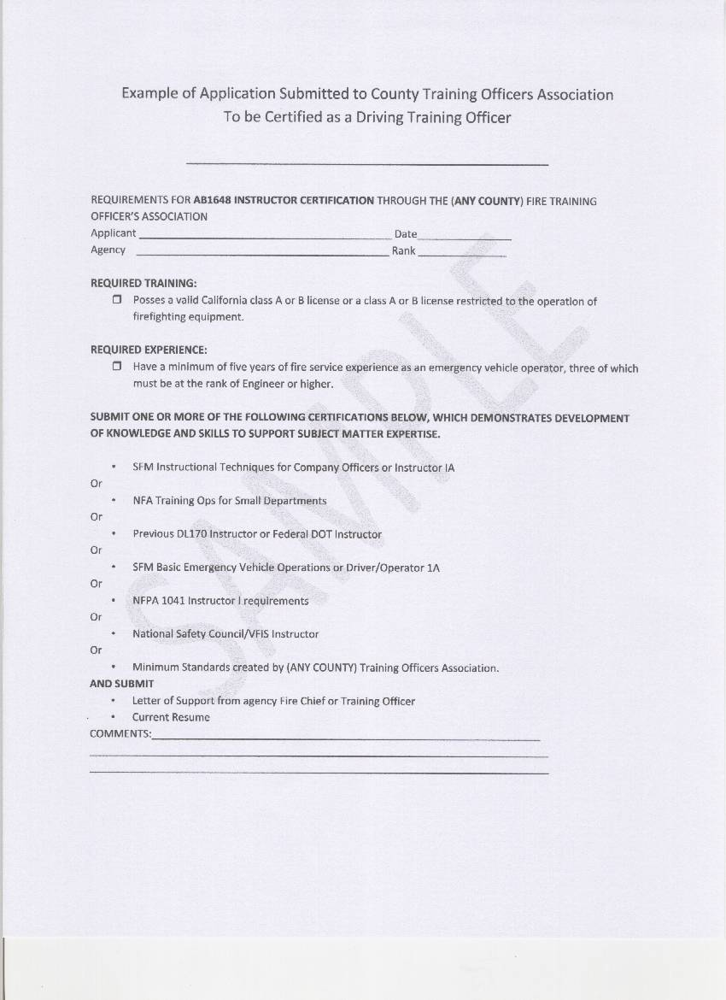 Example of Application Submitted to County Training Officers Association
To be Certified as a Driving Training Officer
REQUIREMENTS FOR AB1648 INSTRUCTOR CERTIFICATION THROUGH THE (ANY COUNTY) FIRE TRAINING
OFFICER'S ASSOCIATION
Applicant Date
Agency Rank
REQUIRED TRAINING:
Posses a valid California class A or B license or a class A or B license restricted to the operation of
firefighting equipment.
REQUIRED EXPERIENCE:
Have a minimum of five years of fire service experience as an emergency vehicle operator, three of which
must be at the rank of Engineer or higher.
SUBMIT ONE OR MORE OF THE FOLLOWING CERTIFICATIONS BELOW, WHICH DEMONSTRATES DEVELOPMENT
OF KNOWLEDGE AND SKILLS TO SUPPORT SUBJECT MATTER EXPERTISE.
• SFM Instructional Techniques for Company Officers or Instructor IA
Or
• NFA Training Ops for Small Departments
Or
• Previous DL170 Instructor or Federal DOT Instructor
Or
• SFM Basic Emergency Vehicle Operations or Driver/Operator 1A
Or
• NFPA 1041 Instructor I requirements
Or
• National Safety Council/VFIS Instructor
Or
• Minimum Standards created by (ANY COUNTY) Training Officers Association.
AND SUBMIT
• Letter of Support from agency Fire Chief or Training Officer
• Current Resume
COMMENTS:
SAMPLE